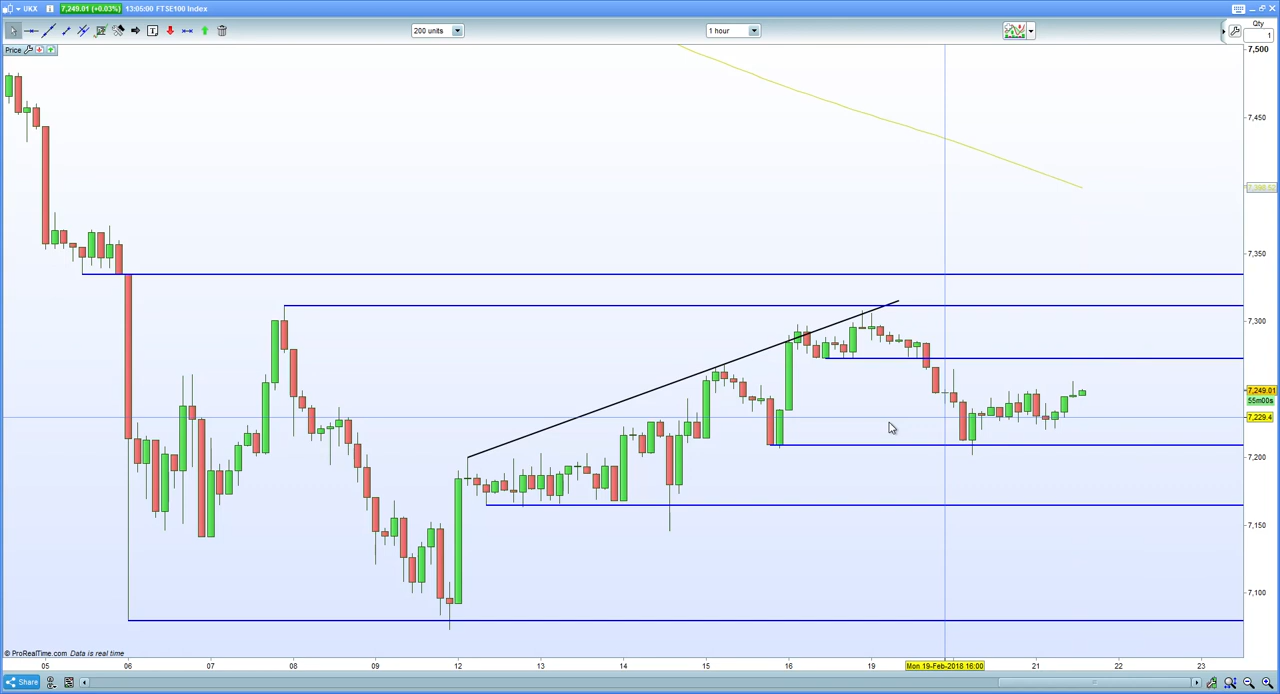 UKX 7,249.01 (+0.03%) 13:05:00 FTSE100 Index
200 units
1 hour
Qty
1
Price
7,500
7,450
7,350
7,300
7,249.01
55m00s
7,229.4
7,200
7,150
7,100
© ProRealTime.com Data is real time
05 06 07 08 09 12 13 14 15 16 19 Mon 19-Feb-2018 16:00 21 22 23
Share